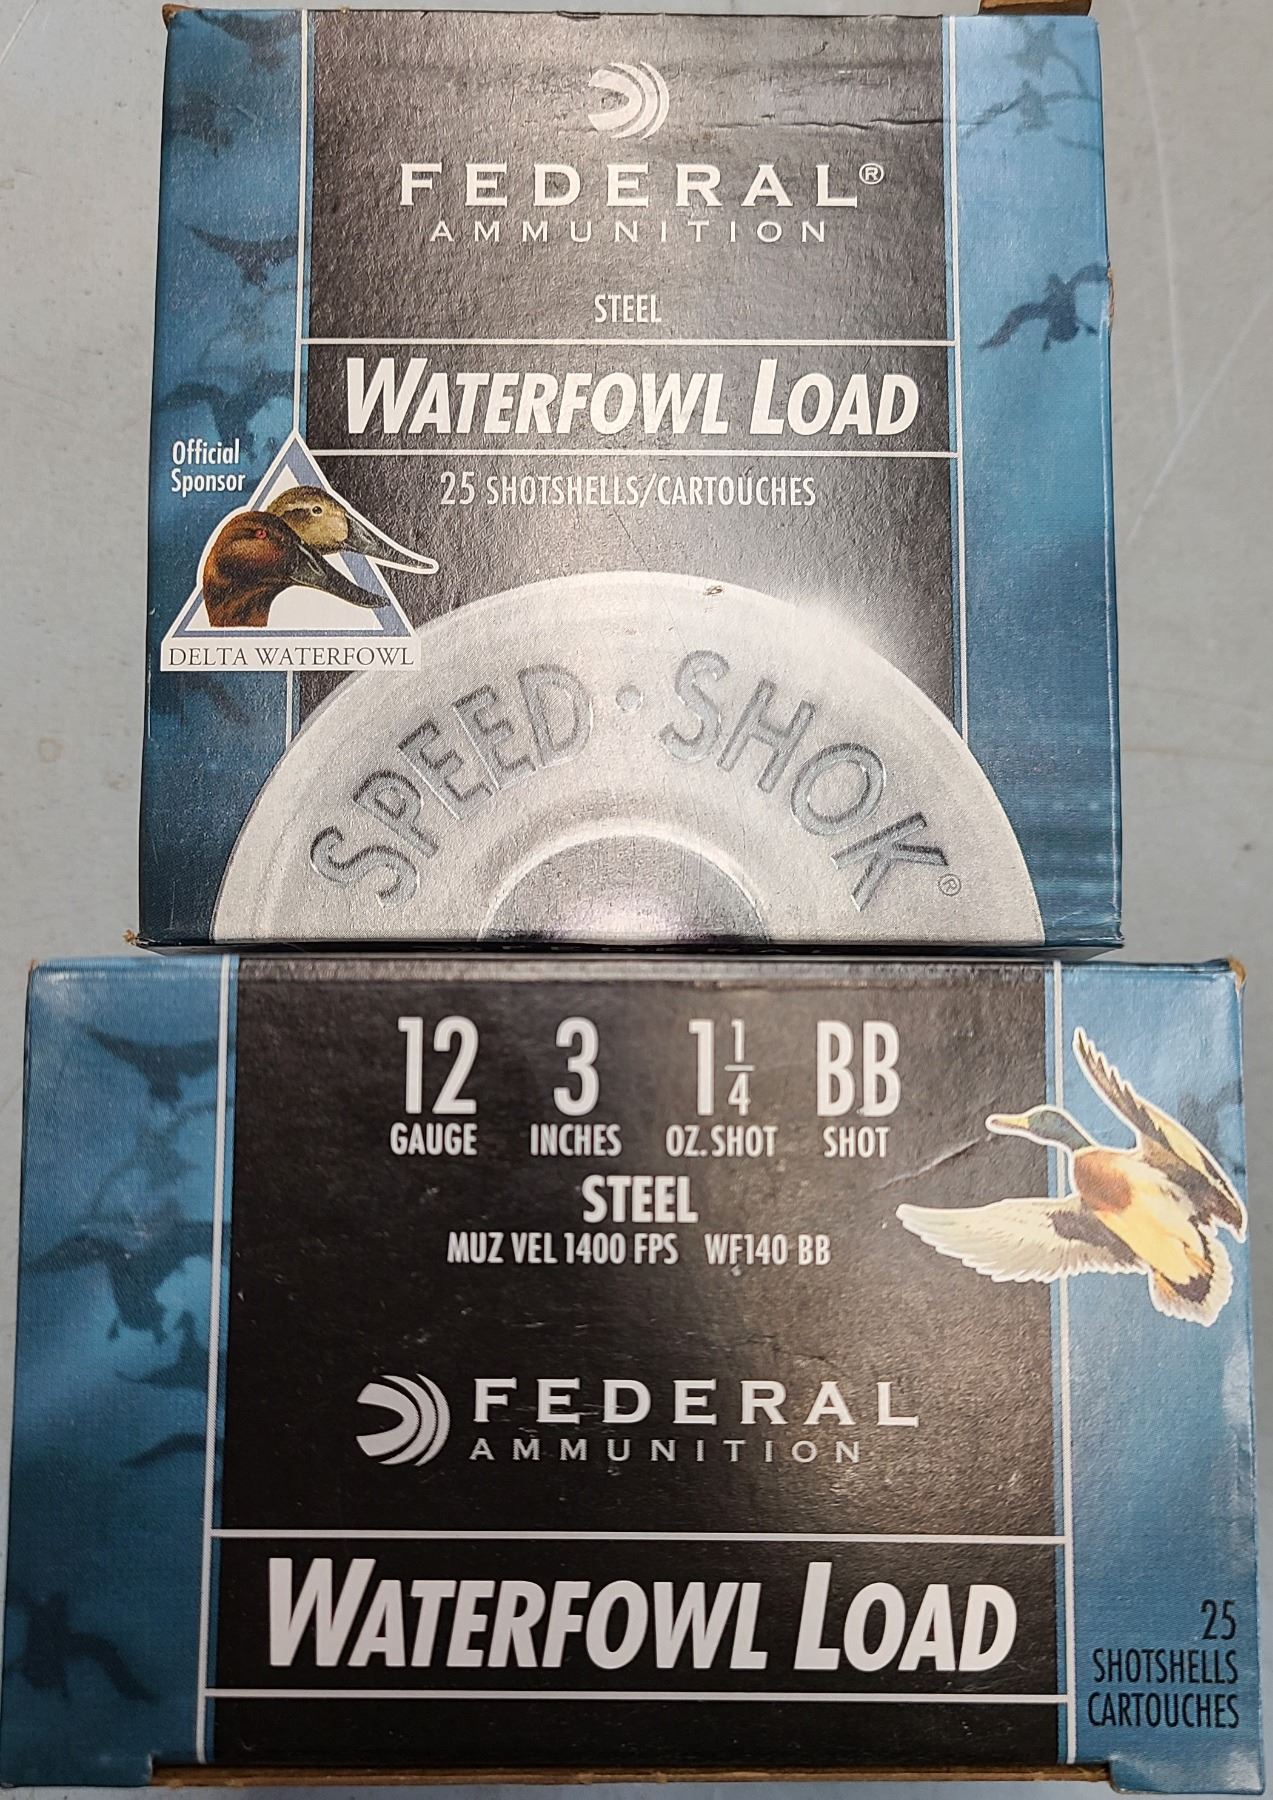 FEDERAL®
AMMUNITION
STEEL
WATERFOWL LOAD
25 SHOTSHELLS/CARTOUCHES
Official
Sponsor
DELTA WATERFOWL
SPEED·SHOK®
12 3 1 1/4 BB
GAUGE INCHES OZ. SHOT SHOT
STEEL
MUZ VEL 1400 FPS WF140 BB
FEDERAL
AMMUNITION
WATERFOWL LOAD
25
SHOTSHELLS
CARTOUCHES